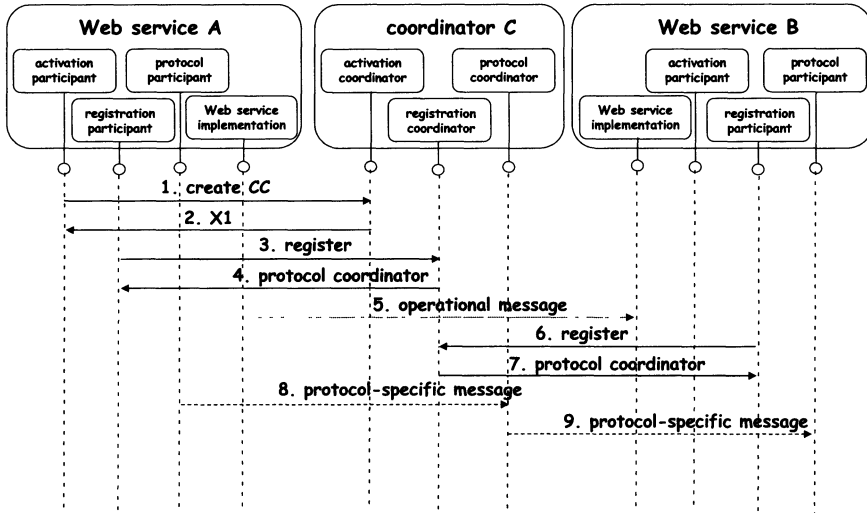 Web service A
coordinator C
Web service B
activation
participant
protocol
participant
activation
coordinator
protocol
coordinator
activation
participant
protocol
participant
registration
participant
Web service
implementation
registration
coordinator
Web service
implementation
registration
participant
1. create CC
2. X1
3. register
4. protocol coordinator
5. operational message
6. register
7. protocol coordinator
8. protocol-specific message
9. protocol-specific message